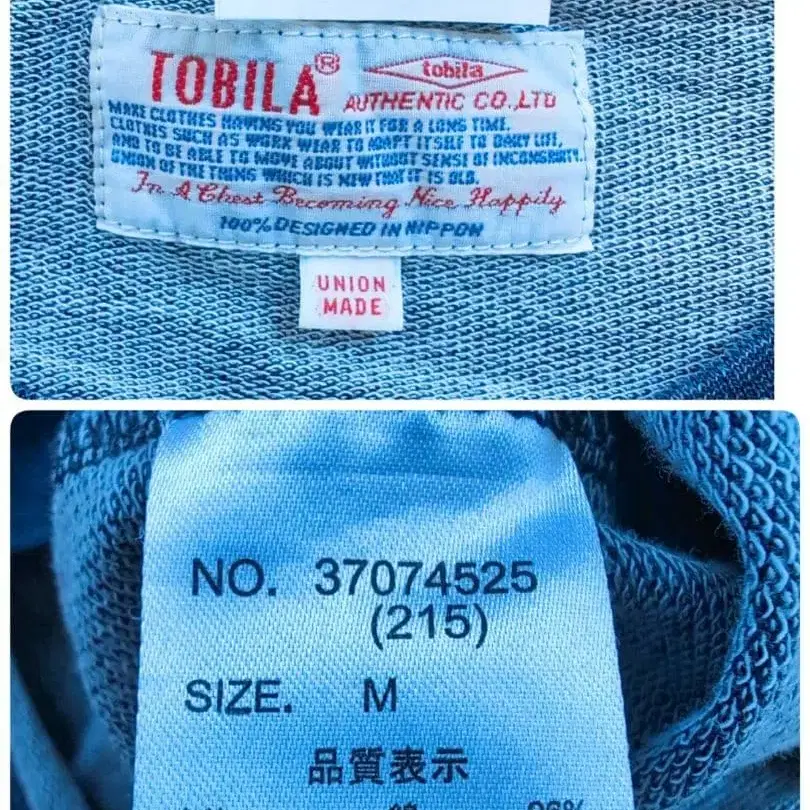 TOBILA®
tobila
AUTHENTIC CO.,LTD
MAKE CLOTHES HAVING YOU WEAR IT FOR A LONG TIME.
CLOTHES SUCH AS WORK WEAR TO ADAPT ITSELF TO DAILY LIFE,
AND TO BE ABLE TO MOVE ABOUT WITHOUT SENSE OF INCONGRUITY.
UNION OF THE THING WHICH IS NEW THAT IT IS OLD.
In A Chest Becoming Nice Happily
100% DESIGNED IN NIPPON
UNION
MADE
NO. 37074525
(215)
SIZE. M
品質表示